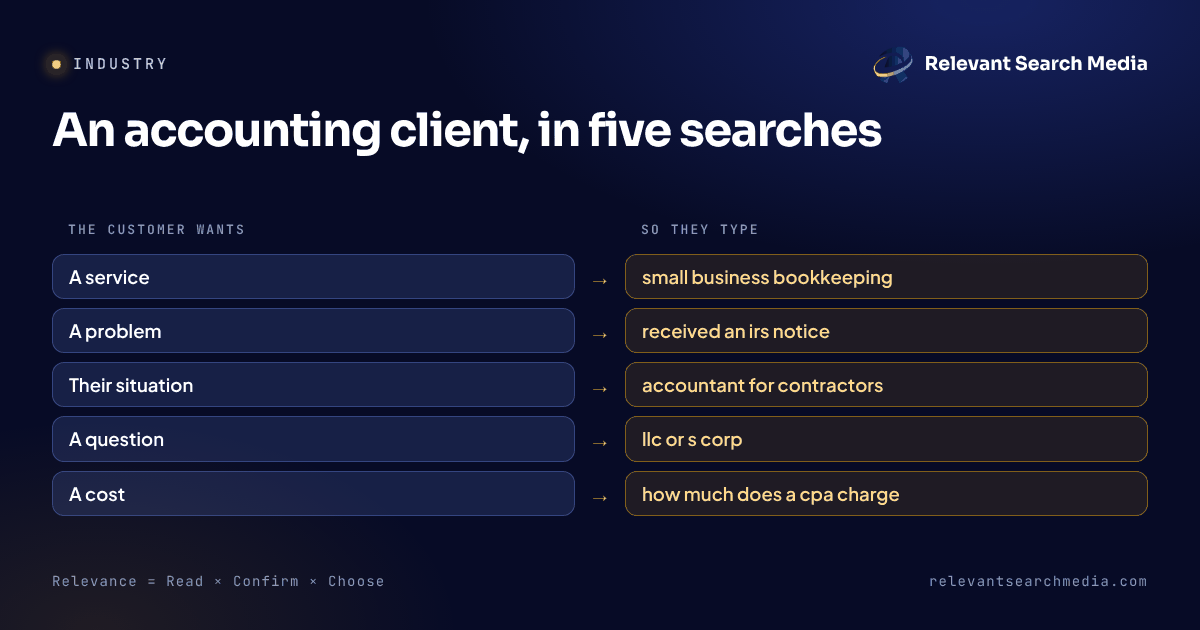 INDUSTRY
Relevant Search Media
An accounting client, in five searches
THE CUSTOMER WANTS
SO THEY TYPE
A service → small business bookkeeping
A problem → received an irs notice
Their situation → accountant for contractors
A question → llc or s corp
A cost → how much does a cpa charge
Relevance = Read × Confirm × Choose
relevantsearchmedia.com